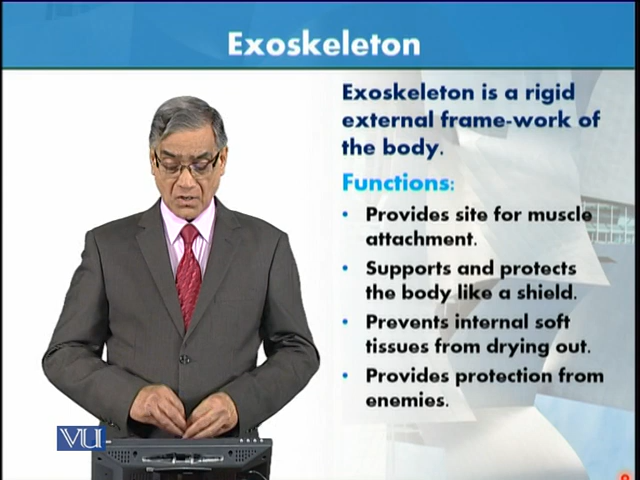 Exoskeleton
Exoskeleton is a rigid
external frame-work of
the body.
Functions:
• Provides site for muscle
attachment.
• Supports and protects
the body like a shield.
• Prevents internal soft
tissues from drying out.
• Provides protection from
enemies.
VU